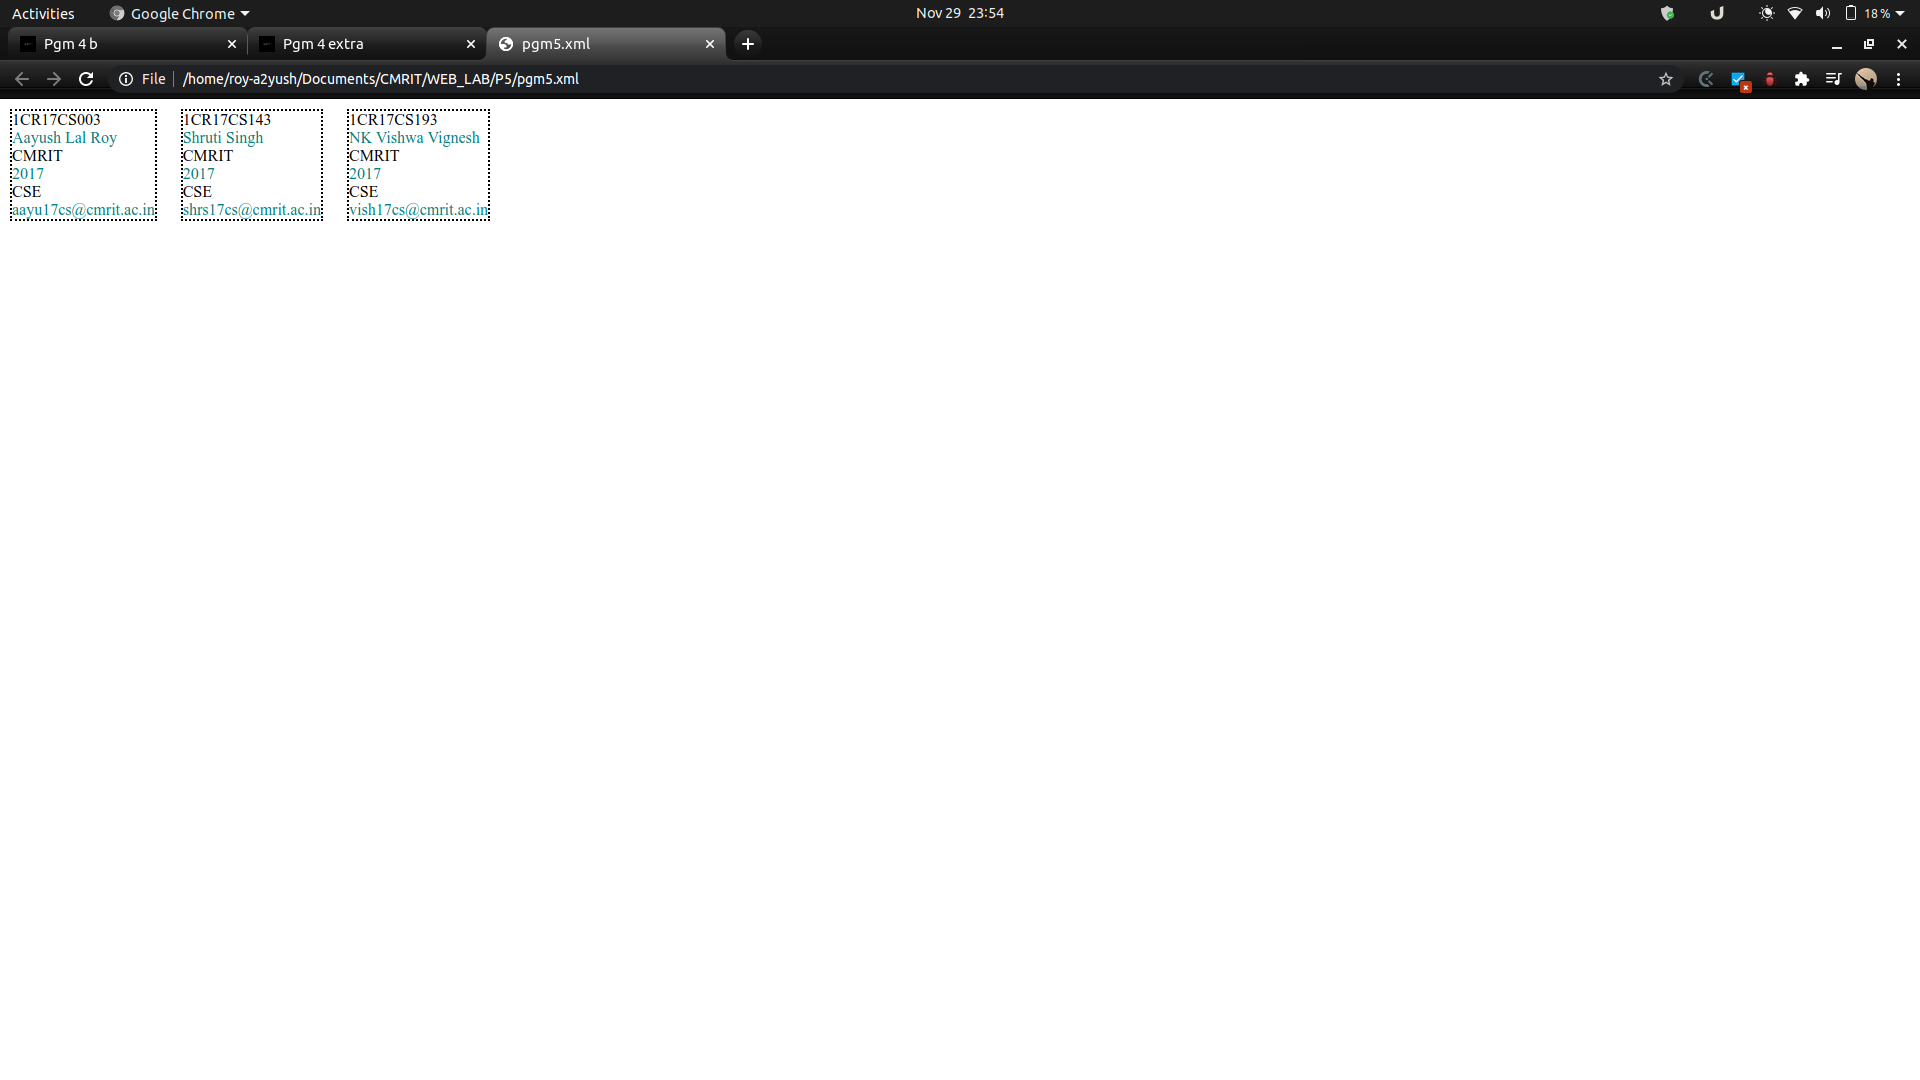 Activities Google Chrome Nov 29 23:54 18 %
Pgm 4 b Pgm 4 extra pgm5.xml
File /home/roy-a2yush/Documents/CMRIT/WEB_LAB/P5/pgm5.xml
1CR17CS003
Aayush Lal Roy
CMRIT
2017
CSE
aayu17cs@cmrit.ac.in
1CR17CS143
Shruti Singh
CMRIT
2017
CSE
shrs17cs@cmrit.ac.in
1CR17CS193
NK Vishwa Vignesh
CMRIT
2017
CSE
vish17cs@cmrit.ac.in